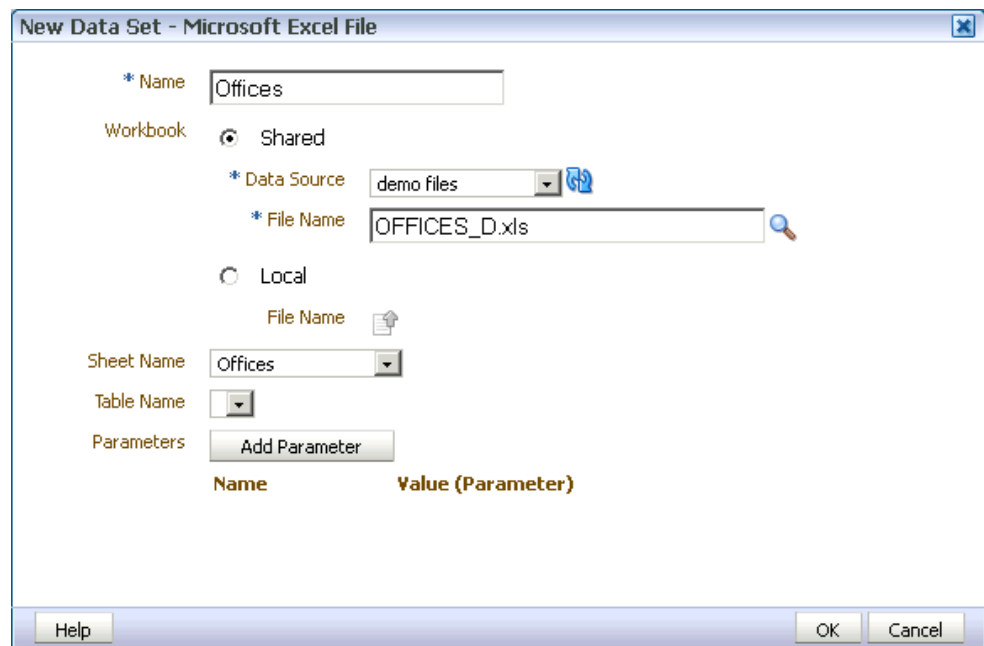 New Data Set - Microsoft Excel File
* Name Offices
Workbook Shared
* Data Source demo files
* File Name OFFICES_D.xls
Local
File Name
Sheet Name Offices
Table Name
Parameters Add Parameter
Name Value (Parameter)
Help OK Cancel